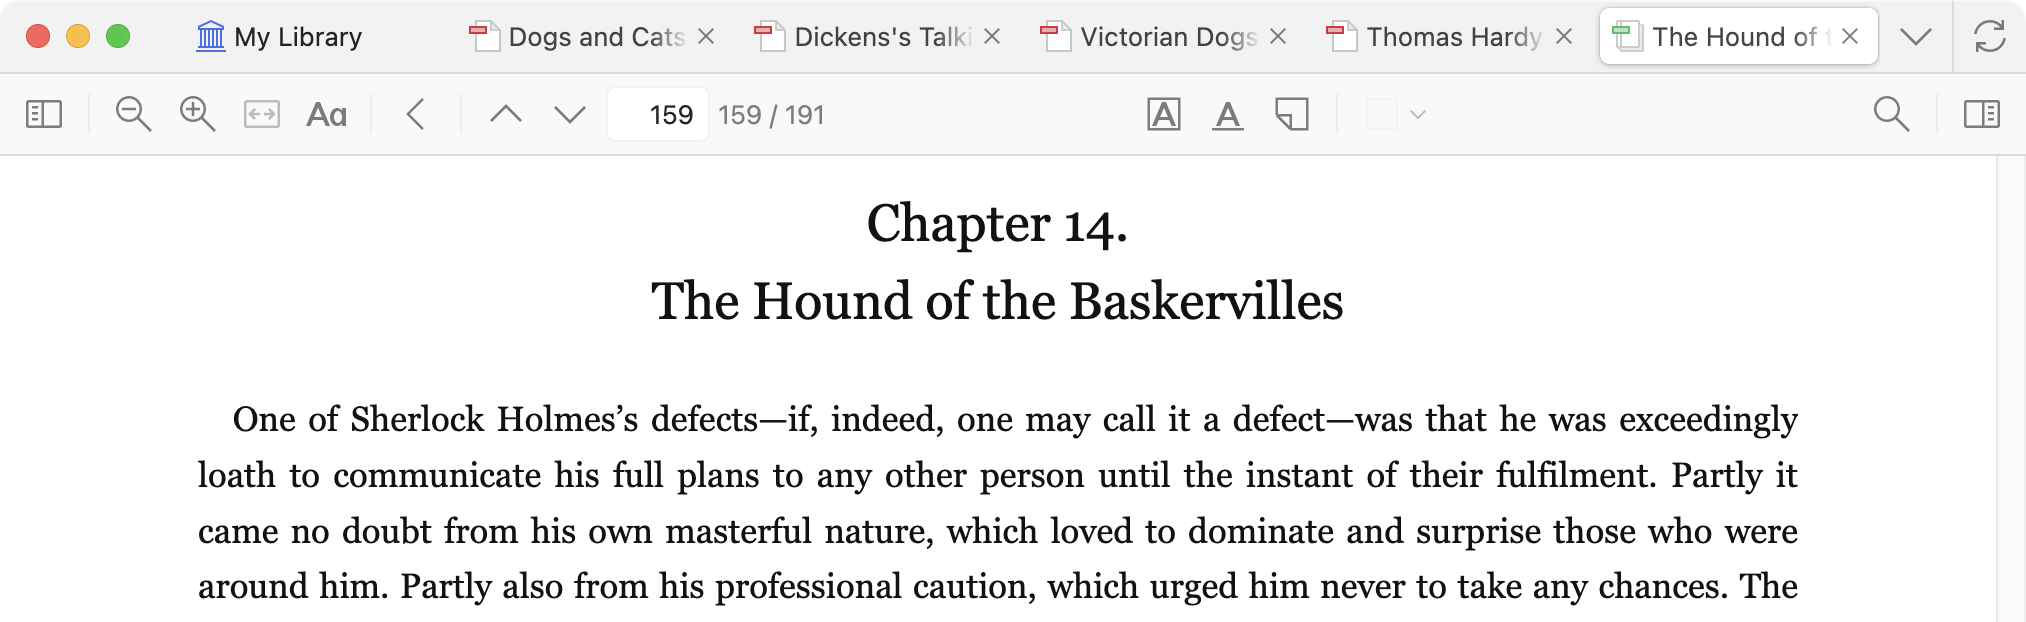 My Library
Dogs and Cats
Dickens's Talki
Victorian Dogs
Thomas Hardy
The Hound of t
Aa
159
159 / 191
A
A
Chapter 14.
The Hound of the Baskervilles
One of Sherlock Holmes’s defects—if, indeed, one may call it a defect—was that he was exceedingly
loath to communicate his full plans to any other person until the instant of their fulfilment. Partly it
came no doubt from his own masterful nature, which loved to dominate and surprise those who were
around him. Partly also from his professional caution, which urged him never to take any chances. The